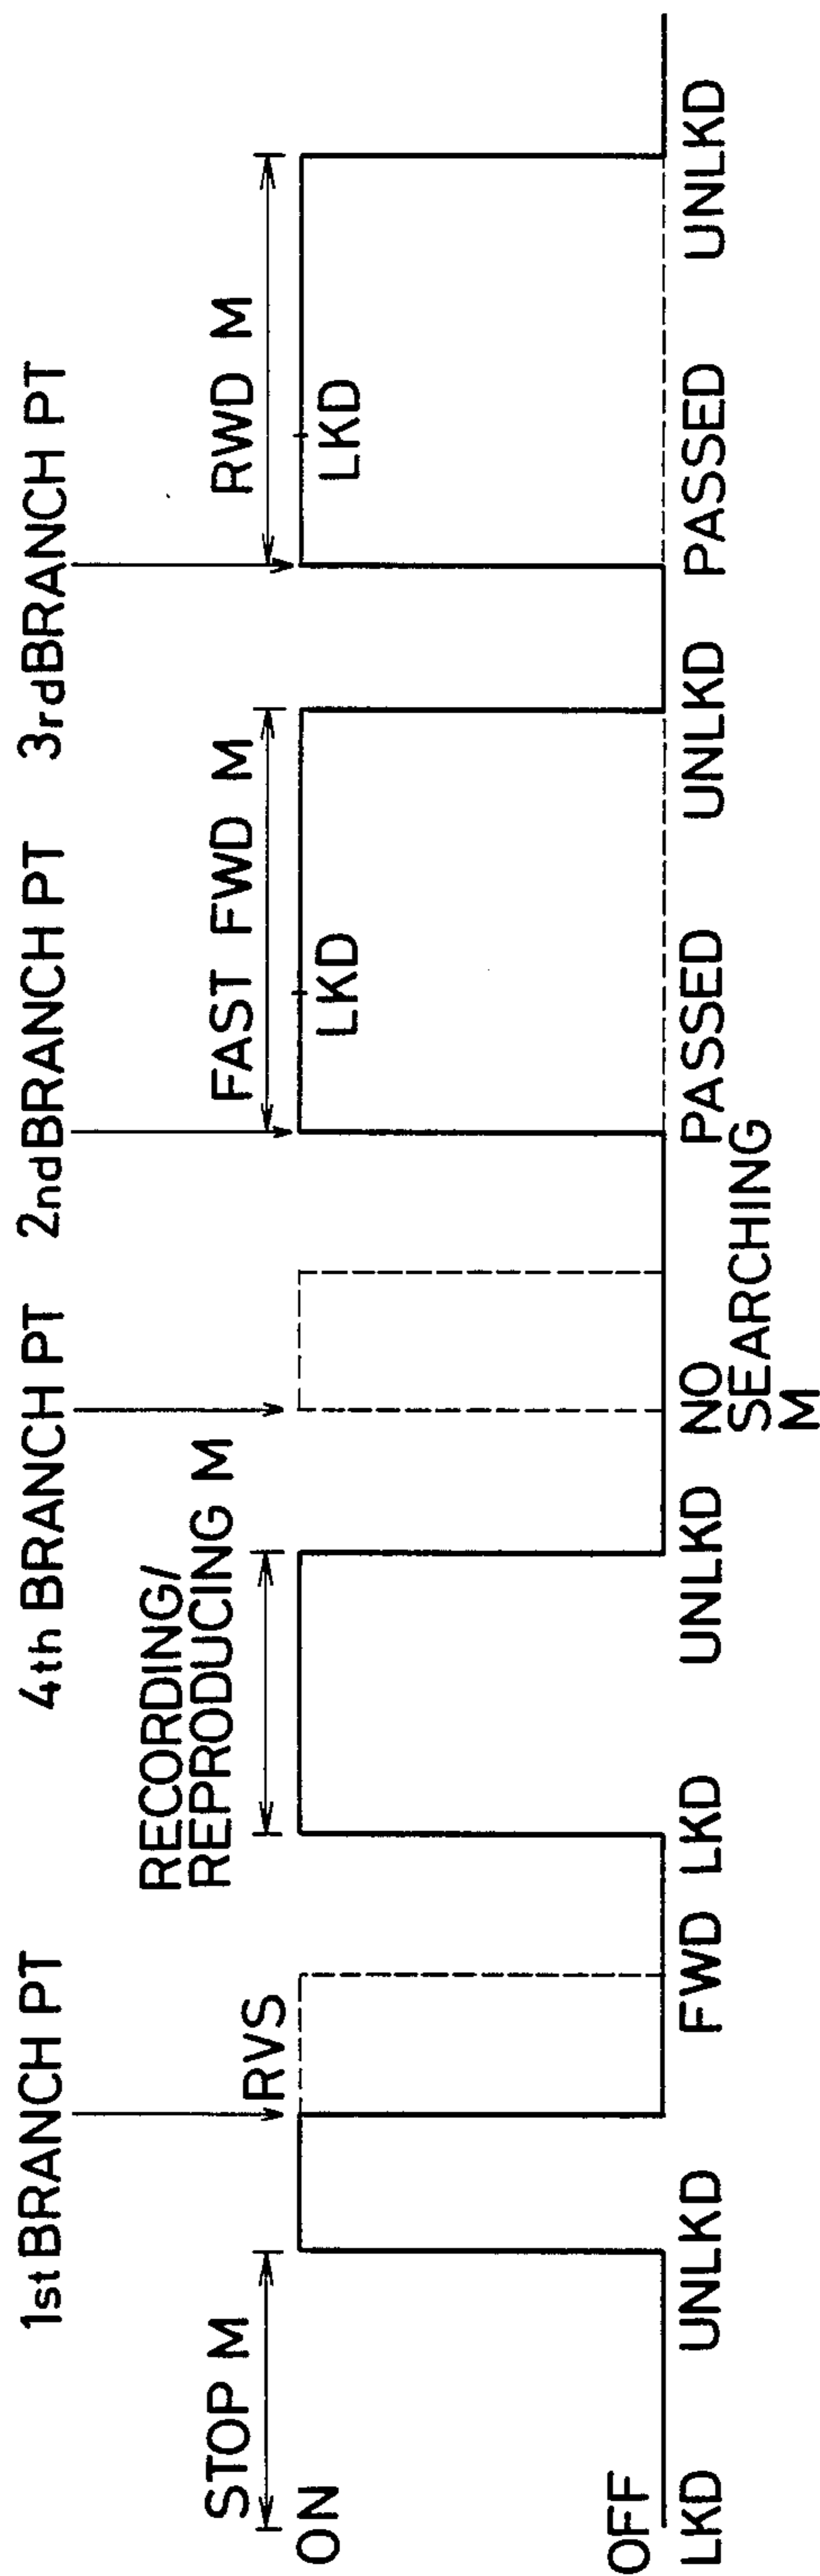 1st BRANCH PT
4th BRANCH PT
2nd BRANCH PT
3rd BRANCH PT
STOP M
RECORDING/
REPRODUCING M
FAST FWD M
RWD M
ON
RVS
LKD
LKD
OFF
LKD
UNLKD
FWD
LKD
UNLKD
NO
SEARCHING
M
PASSED
UNLKD
PASSED
UNLKD